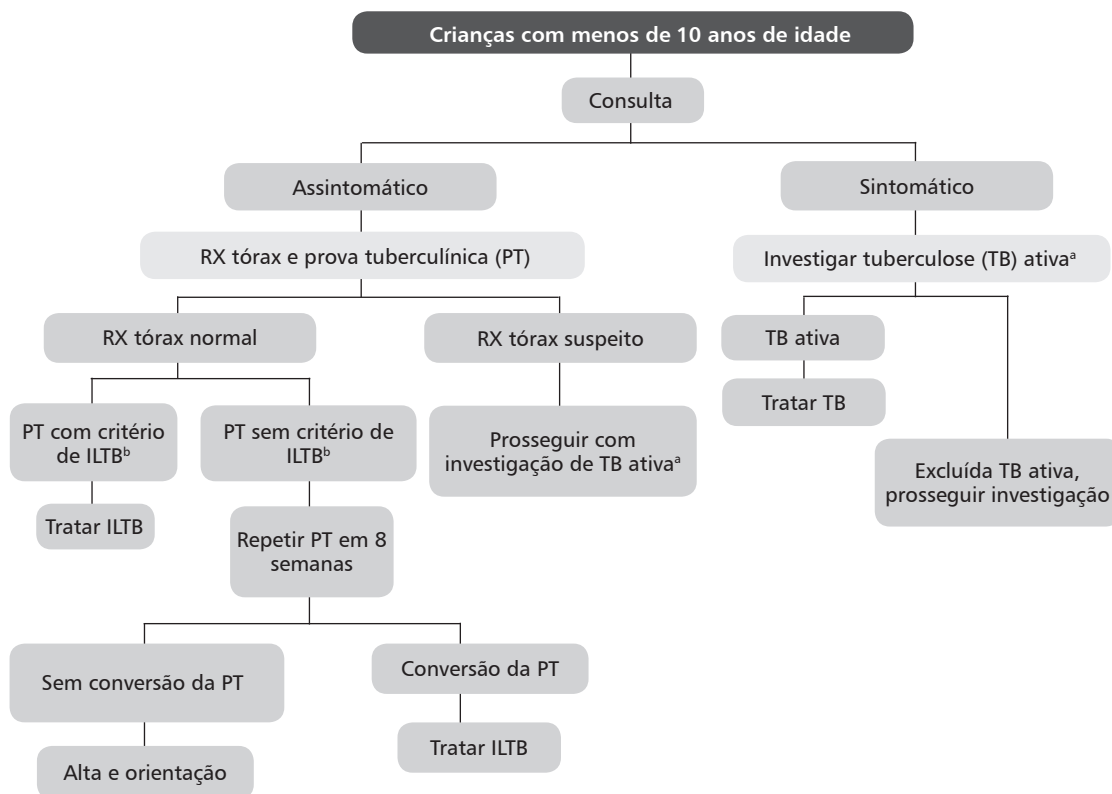 Crianças com menos de 10 anos de idade
Consulta
Assintomático
Sintomático
RX tórax e prova tuberculínica (PT)
Investigar tuberculose (TB) ativaᵃ
RX tórax normal
RX tórax suspeito
TB ativa
Tratar TB
PT com critério
de ILTBᵇ
PT sem critério de
ILTBᵇ
Prosseguir com
investigação de TB ativaᵃ
Excluída TB ativa,
prosseguir investigação
Tratar ILTB
Repetir PT em 8
semanas
Sem conversão da PT
Conversão da PT
Tratar ILTB
Alta e orientação